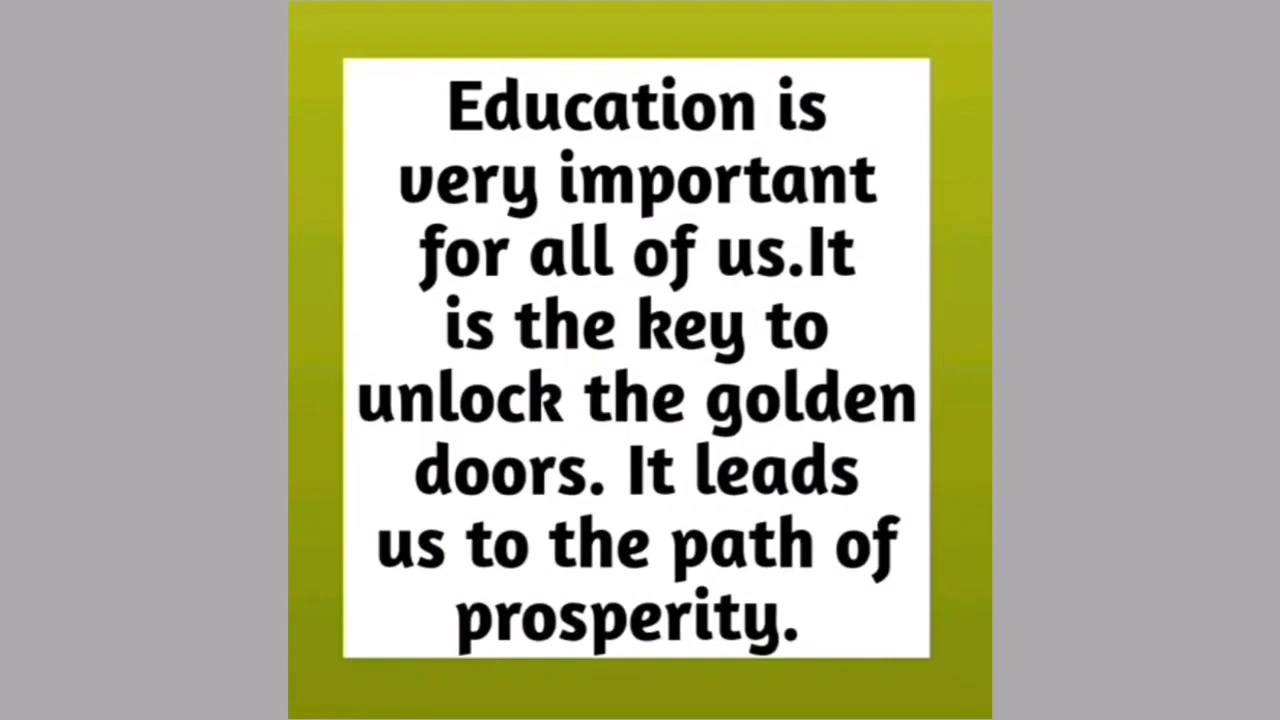 Education is
very important
for all of us.It
is the key to
unlock the golden
doors. It leads
us to the path of
prosperity.